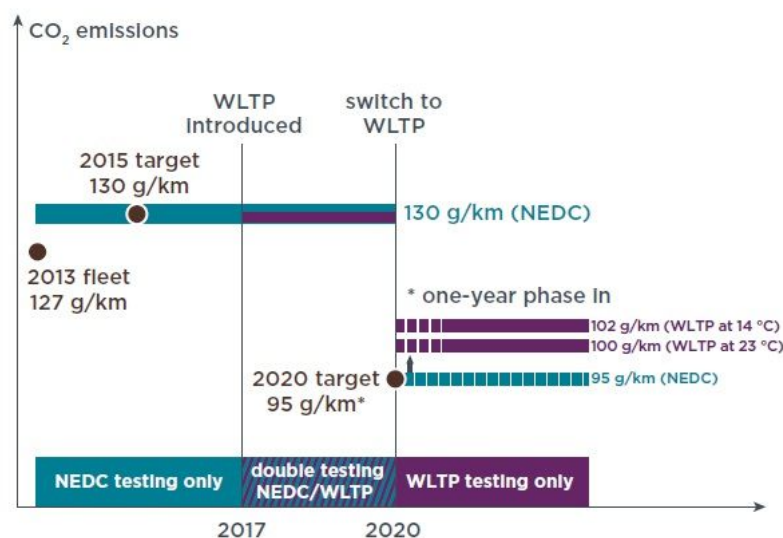 CO₂ emissions
WLTP
introduced
switch to
WLTP
2015 target
130 g/km
130 g/km (NEDC)
2013 fleet
127 g/km
* one-year phase in
102 g/km (WLTP at 14 °C)
100 g/km (WLTP at 23 °C)
2020 target
95 g/km*
95 g/km (NEDC)
NEDC testing only
double testing
NEDC/WLTP
WLTP testing only
2017
2020